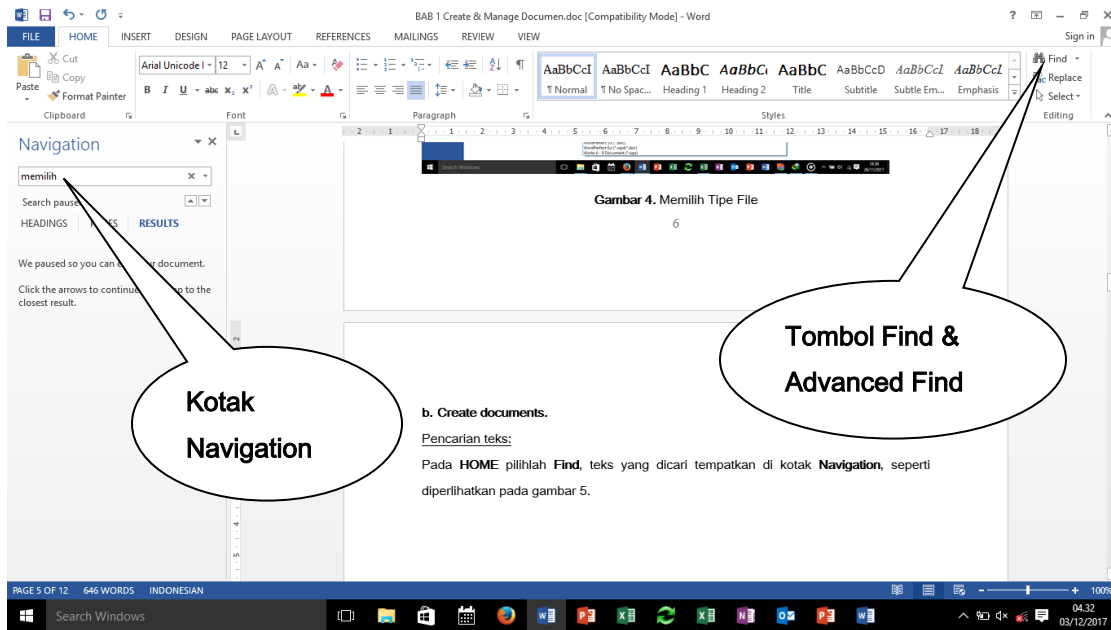 BAB 1 Create & Manage Documen.doc [Compatibility Mode] - Word
Sign in
FILE HOME INSERT DESIGN PAGE LAYOUT REFERENCES MAILINGS REVIEW VIEW
Paste
Cut
Copy
Format Painter
Clipboard
Arial Unicode I 12
Font
Paragraph
AaBbCcI AaBbCcI AaBbC AaBbCc AaBbC AaBbCcD AaBbCcI AaBbCcI
¶ Normal ¶ No Spac... Heading 1 Heading 2 Title Subtitle Subtle Em... Emphasis
Styles
Find
Replace
Select
Editing
Navigation
memilih
Search paused
HEADINGS RESULTS
We paused so you can document.
Click the arrows to continue to the
closest result.
Search Windows
Gambar 4. Memilih Tipe File
6
Tombol Find &
Advanced Find
Kotak
Navigation
b. Create documents.
Pencarian teks:
Pada HOME pilihlah Find, teks yang dicari tempatkan di kotak Navigation, seperti
diperlihatkan pada gambar 5.
PAGE 5 OF 12 646 WORDS INDONESIAN
100%
Search Windows
04.32
03/12/2017